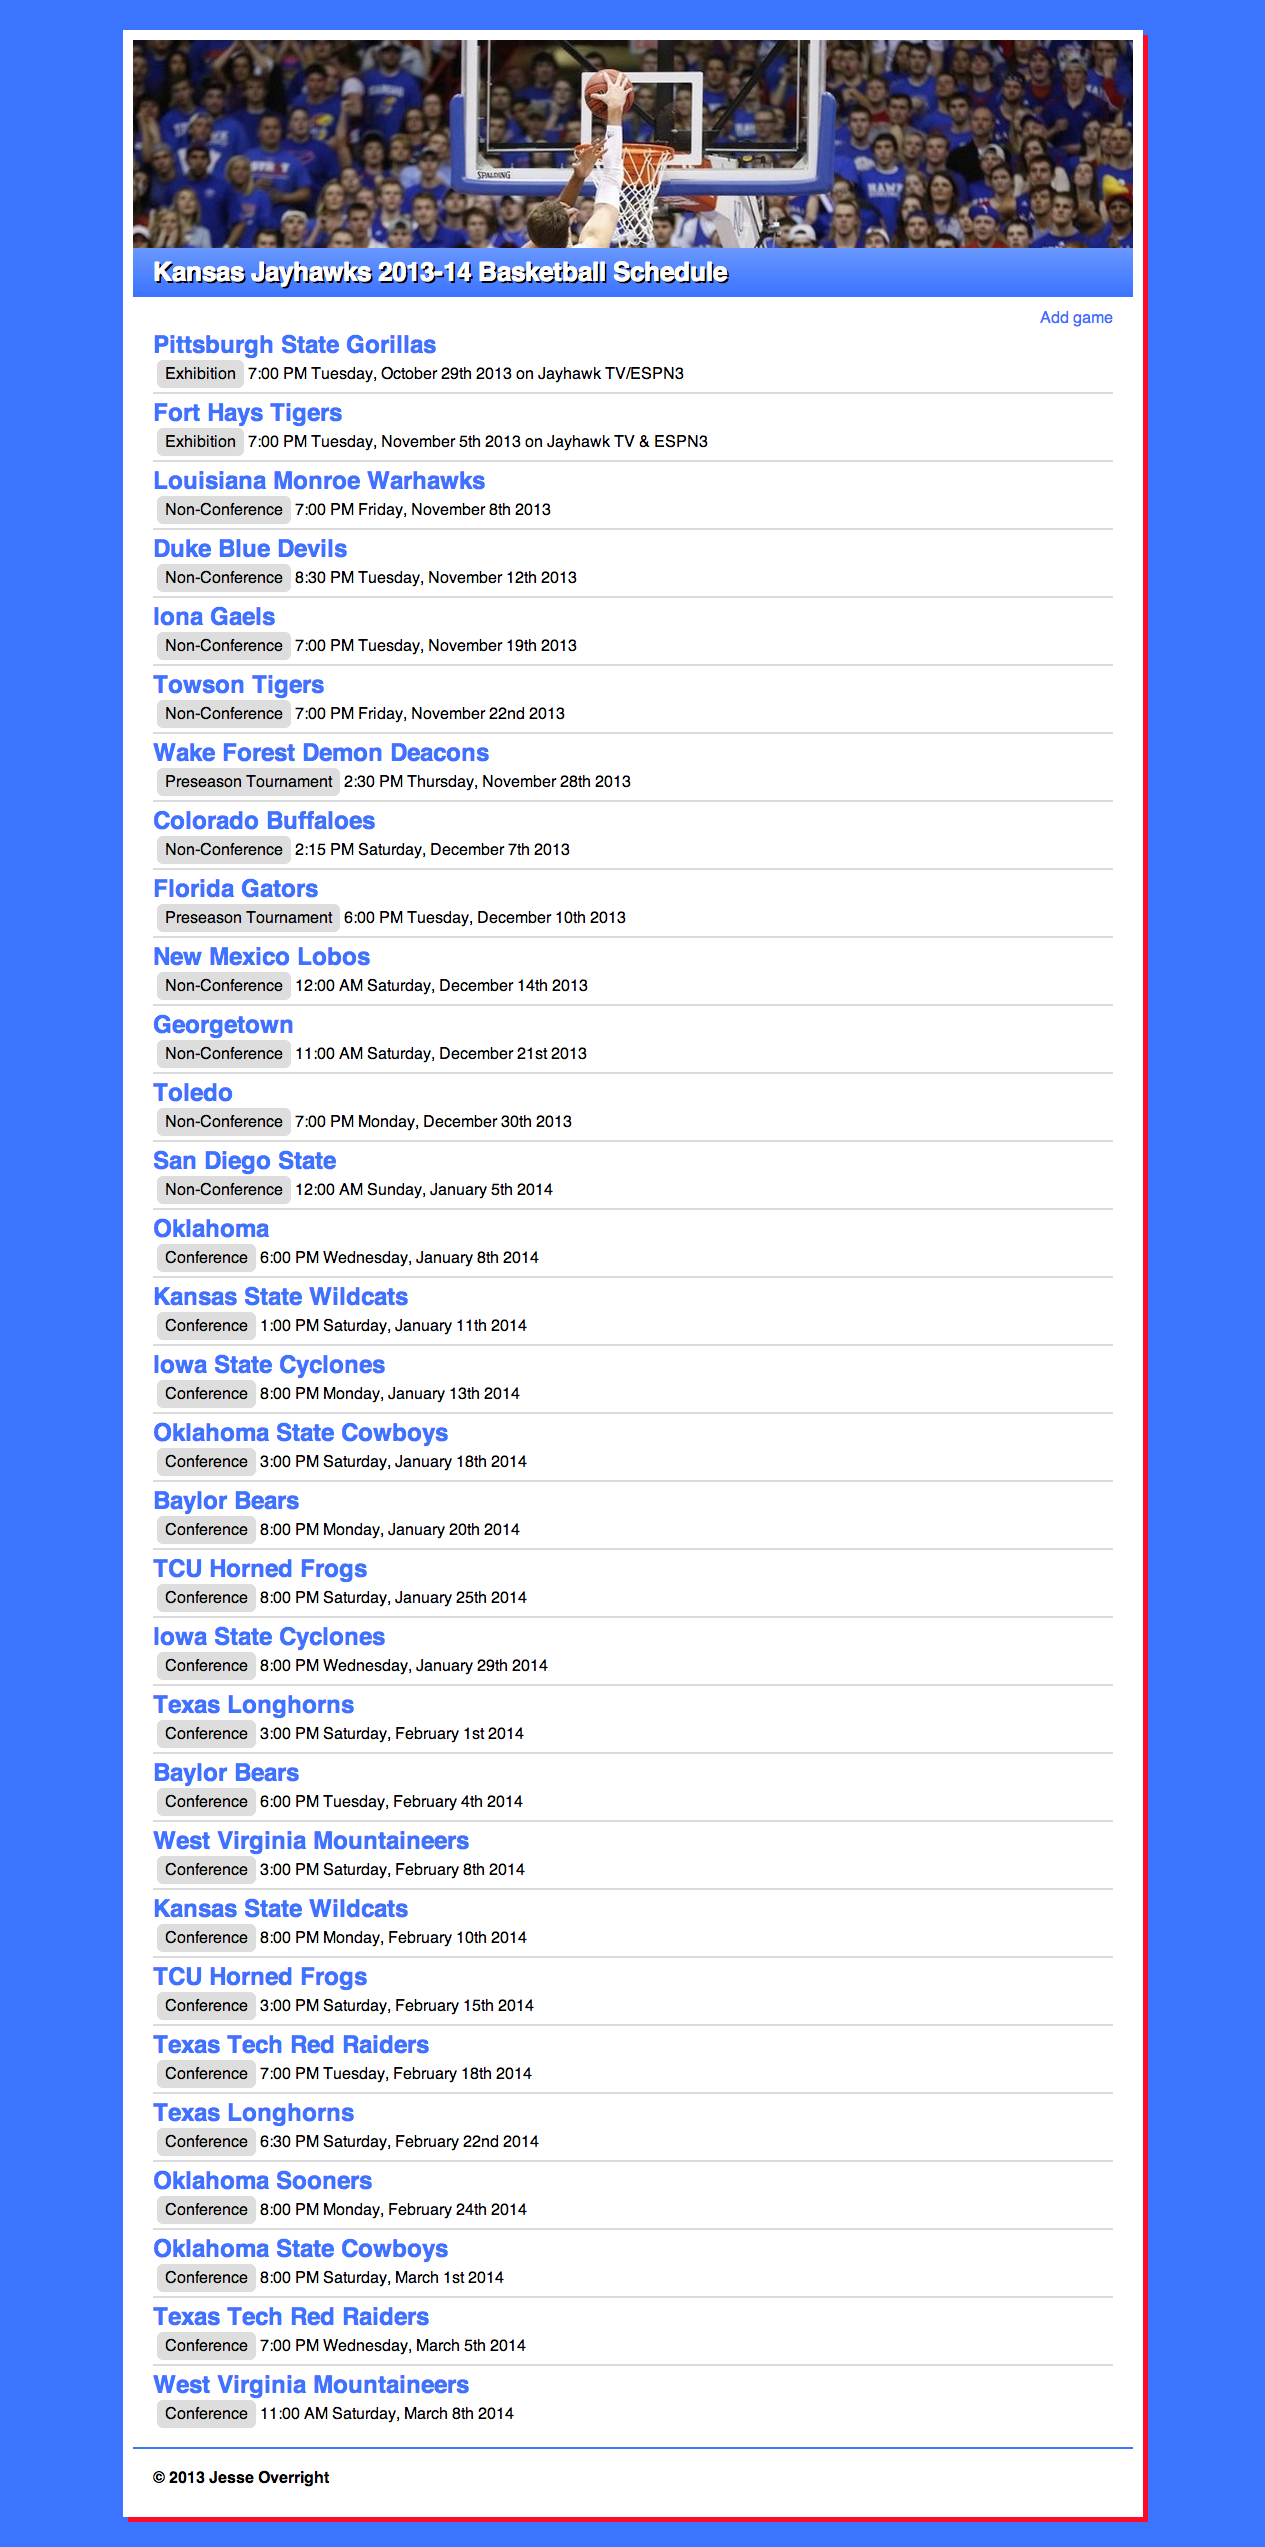 SPALDING
Kansas Jayhawks 2013-14 Basketball Schedule
Add game
Pittsburgh State Gorillas
Exhibition 7:00 PM Tuesday, October 29th 2013 on Jayhawk TV/ESPN3
Fort Hays Tigers
Exhibition 7:00 PM Tuesday, November 5th 2013 on Jayhawk TV & ESPN3
Louisiana Monroe Warhawks
Non-Conference 7:00 PM Friday, November 8th 2013
Duke Blue Devils
Non-Conference 8:30 PM Tuesday, November 12th 2013
Iona Gaels
Non-Conference 7:00 PM Tuesday, November 19th 2013
Towson Tigers
Non-Conference 7:00 PM Friday, November 22nd 2013
Wake Forest Demon Deacons
Preseason Tournament 2:30 PM Thursday, November 28th 2013
Colorado Buffaloes
Non-Conference 2:15 PM Saturday, December 7th 2013
Florida Gators
Preseason Tournament 6:00 PM Tuesday, December 10th 2013
New Mexico Lobos
Non-Conference 12:00 AM Saturday, December 14th 2013
Georgetown
Non-Conference 11:00 AM Saturday, December 21st 2013
Toledo
Non-Conference 7:00 PM Monday, December 30th 2013
San Diego State
Non-Conference 12:00 AM Sunday, January 5th 2014
Oklahoma
Conference 6:00 PM Wednesday, January 8th 2014
Kansas State Wildcats
Conference 1:00 PM Saturday, January 11th 2014
Iowa State Cyclones
Conference 8:00 PM Monday, January 13th 2014
Oklahoma State Cowboys
Conference 3:00 PM Saturday, January 18th 2014
Baylor Bears
Conference 8:00 PM Monday, January 20th 2014
TCU Horned Frogs
Conference 8:00 PM Saturday, January 25th 2014
Iowa State Cyclones
Conference 8:00 PM Wednesday, January 29th 2014
Texas Longhorns
Conference 3:00 PM Saturday, February 1st 2014
Baylor Bears
Conference 6:00 PM Tuesday, February 4th 2014
West Virginia Mountaineers
Conference 3:00 PM Saturday, February 8th 2014
Kansas State Wildcats
Conference 8:00 PM Monday, February 10th 2014
TCU Horned Frogs
Conference 3:00 PM Saturday, February 15th 2014
Texas Tech Red Raiders
Conference 7:00 PM Tuesday, February 18th 2014
Texas Longhorns
Conference 6:30 PM Saturday, February 22nd 2014
Oklahoma Sooners
Conference 8:00 PM Monday, February 24th 2014
Oklahoma State Cowboys
Conference 8:00 PM Saturday, March 1st 2014
Texas Tech Red Raiders
Conference 7:00 PM Wednesday, March 5th 2014
West Virginia Mountaineers
Conference 11:00 AM Saturday, March 8th 2014
© 2013 Jesse Overright